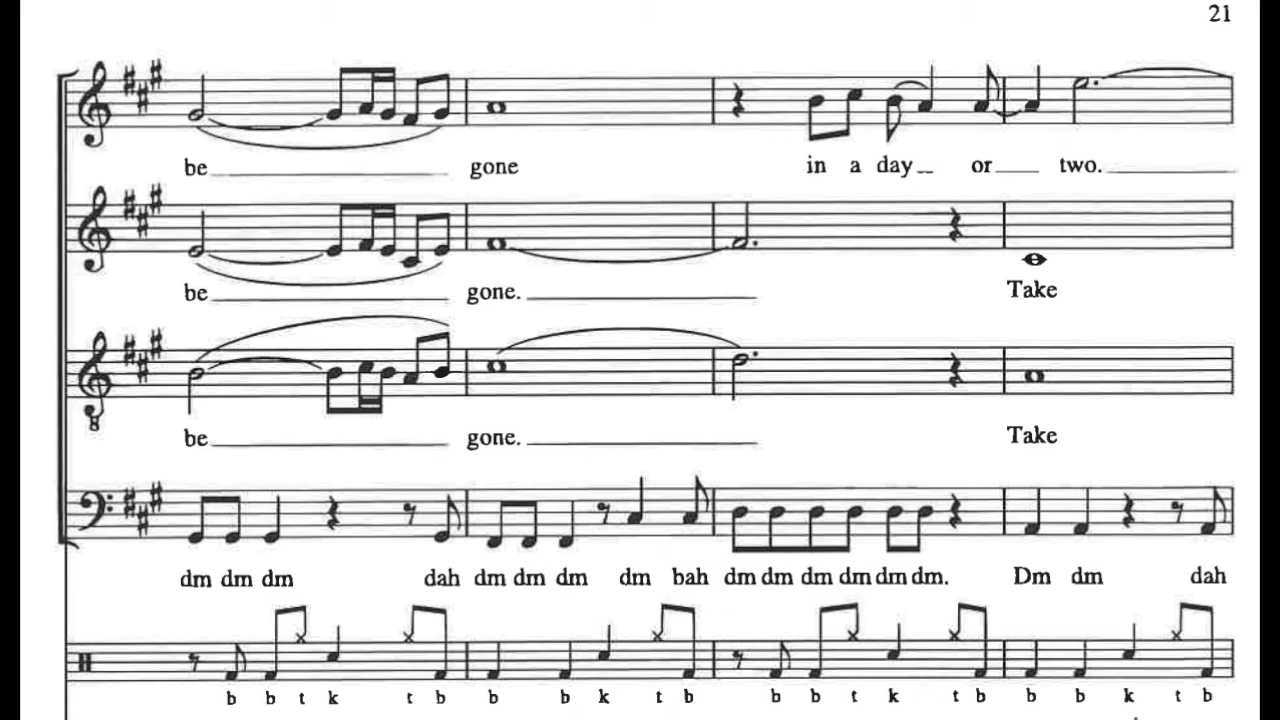 21
be gone in a day or two.
be gone. Take
8
be gone. Take
dm dm dm dah dm dm dm dm bah dm dm dm dm dm dm. Dm dm dah
b b t k t b b b k t b b b t k t b b b k t b